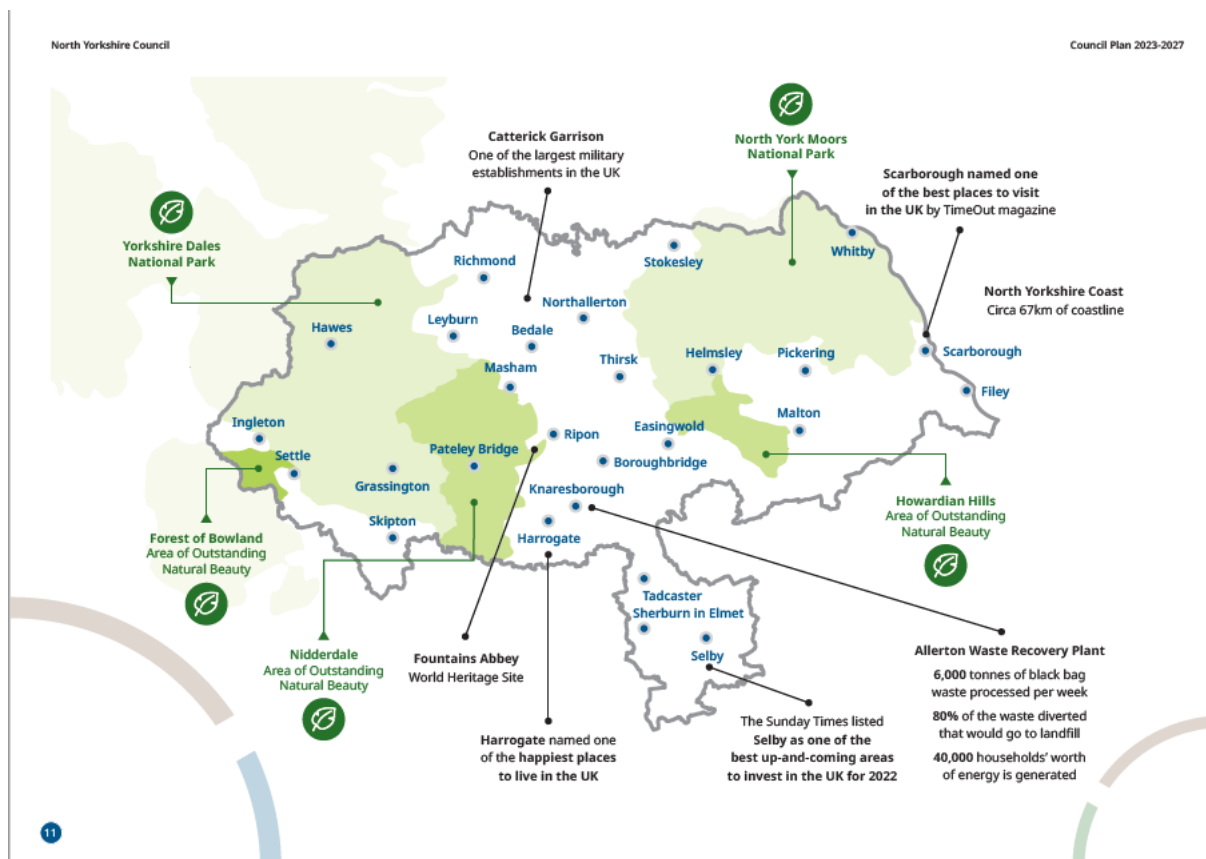 North Yorkshire Council
Council Plan 2023-2027
Catterick Garrison
One of the largest military
establishments in the UK
North York Moors
National Park
Scarborough named one
of the best places to visit
in the UK by TimeOut magazine
Yorkshire Dales
National Park
North Yorkshire Coast
Circa 67km of coastline
Richmond
Stokesley
Whitby
Northallerton
Hawes
Leyburn
Bedale
Masham
Thirsk
Helmsley
Pickering
Scarborough
Filey
Ingleton
Settle
Pateley Bridge
Ripon
Easingwold
Malton
Boroughbridge
Grassington
Knaresborough
Skipton
Harrogate
Tadcaster
Sherburn in Elmet
Selby
Howardian Hills
Area of Outstanding
Natural Beauty
Forest of Bowland
Area of Outstanding
Natural Beauty
Nidderdale
Area of Outstanding
Natural Beauty
Fountains Abbey
World Heritage Site
Harrogate named one
of the happiest places
to live in the UK
The Sunday Times listed
Selby as one of the
best up-and-coming areas
to invest in the UK for 2022
Allerton Waste Recovery Plant
6,000 tonnes of black bag
waste processed per week
80% of the waste diverted
that would go to landfill
40,000 households’ worth
of energy is generated
11